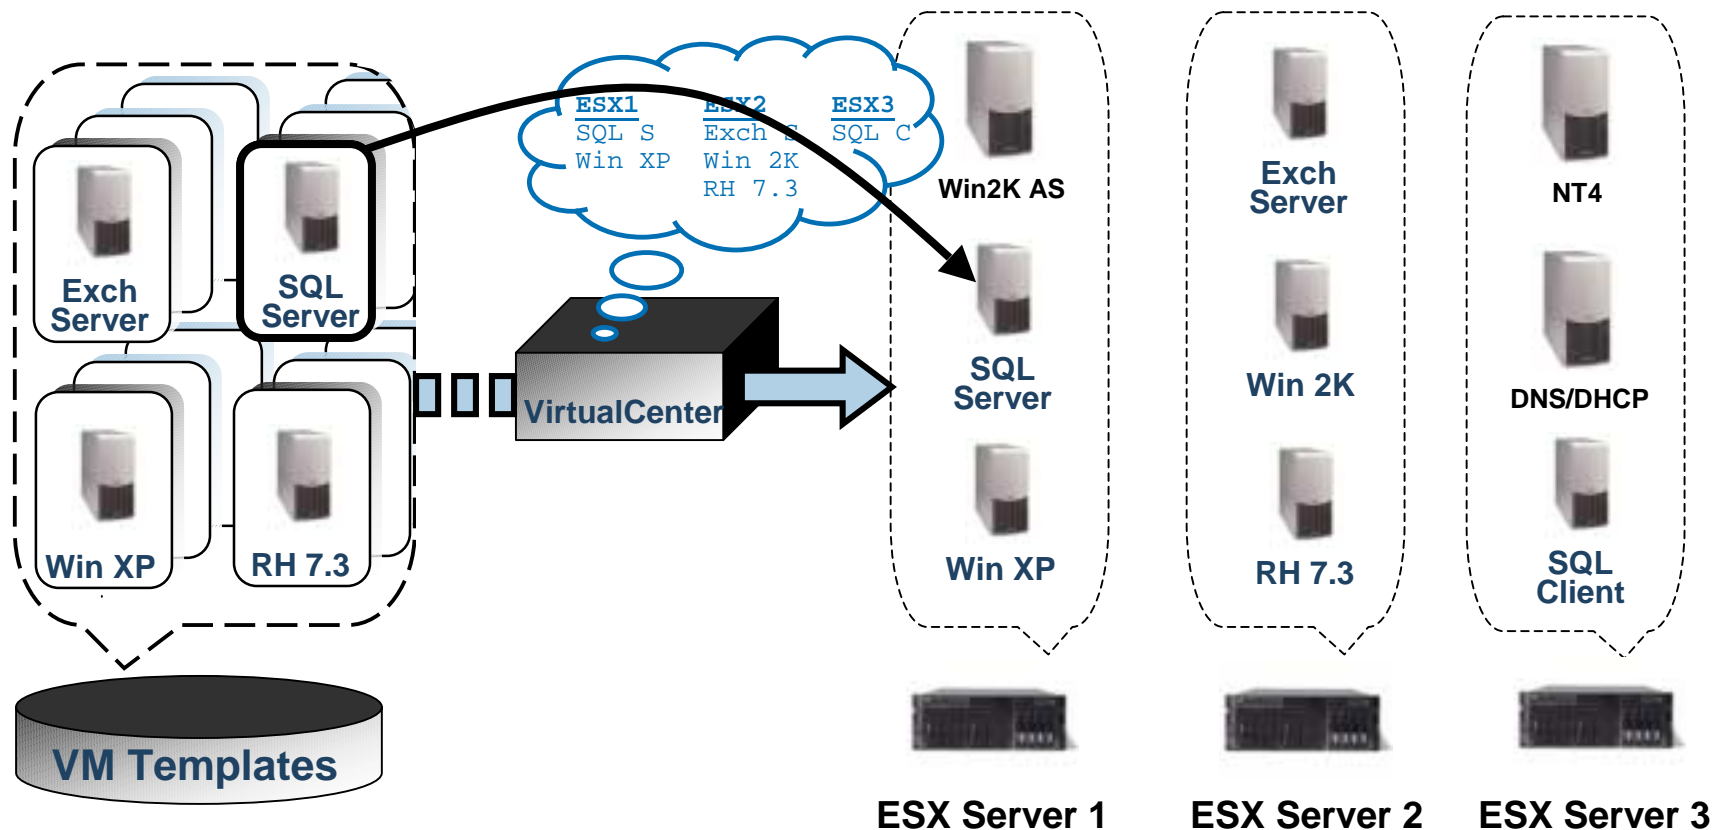 ESX1 ESX2 ESX3
SQL S Exch S SQL C
Win XP Win 2K
RH 7.3
Exch
Server
SQL
Server
Win XP
RH 7.3
VM Templates
VirtualCenter
Win2K AS
SQL
Server
Win XP
ESX Server 1
Exch
Server
Win 2K
RH 7.3
ESX Server 2
NT4
DNS/DHCP
SQL
Client
ESX Server 3